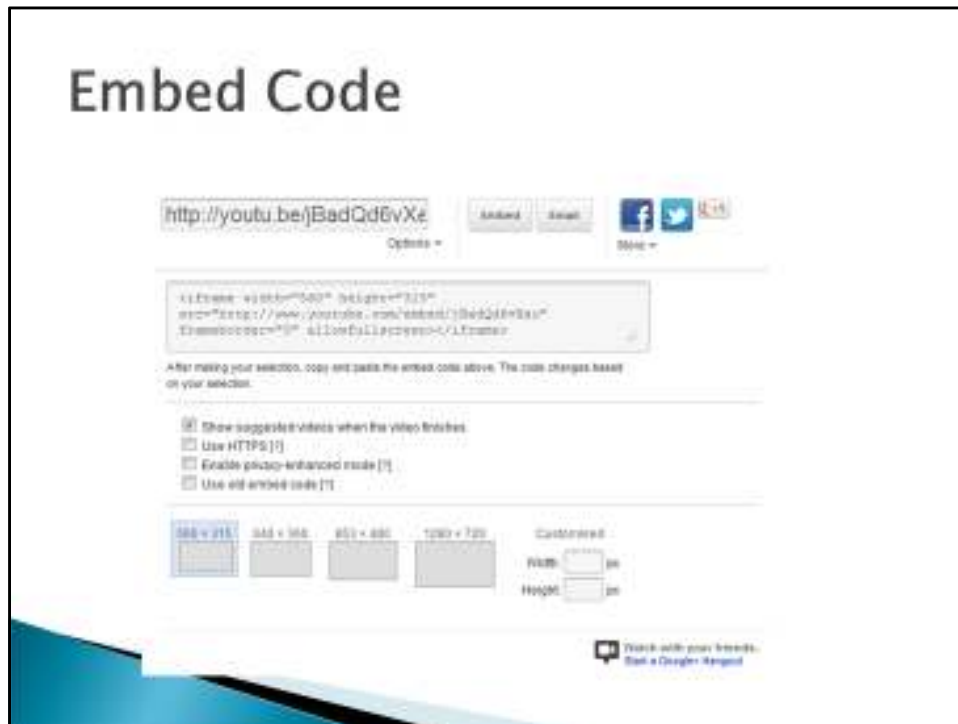 Embed Code
http://youtu.be/jBadQd6vXa
Embed Email
Options
More
<iframe width="560" height="315"
src="http://www.youtube.com/embed/
frameborder="0" allowfullscreen></iframe>
After making your selection, copy and paste the embed code above. The code changes based
on your selection.
Show suggested videos when the video finishes
Use HTTPS [?]
Enable privacy-enhanced mode [?]
Use old embed code [?]
560 × 315 640 × 360 853 × 480 1280 × 720 Customized
Width: px
Height: px
Watch with your friends.
Start a Google+ Hangout